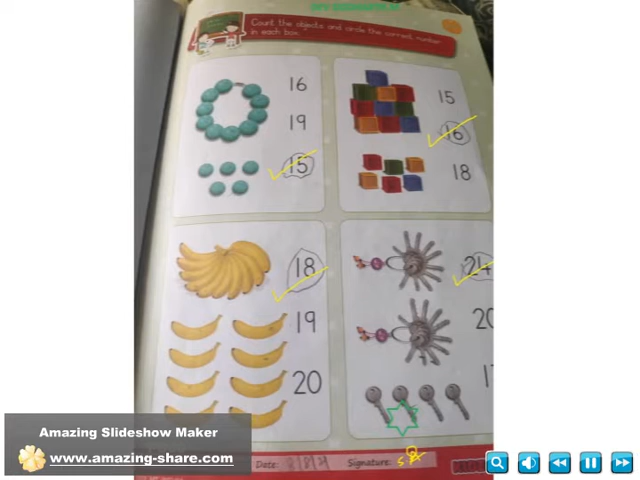 Count the objects and circle the correct number
in each box.
16
19
15
15
16
18
18
19
20
24
20
Date:
Signature:
Amazing Slideshow Maker
www.amazing-share.com